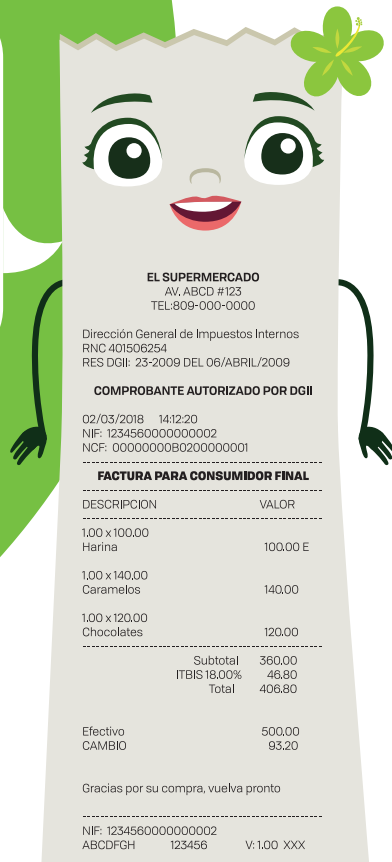 EL SUPERMERCADO
AV. ABCD #123
TEL:809-000-0000
Dirección General de Impuestos Internos
RNC 401506254
RES DGII: 23-2009 DEL 06/ABRIL/2009
COMPROBANTE AUTORIZADO POR DGII
02/03/2018 14:12:20
NIF: 1234560000000002
NCF: 00000000B0200000001
FACTURA PARA CONSUMIDOR FINAL
DESCRIPCION VALOR
1.00 x 100.00
Harina 100.00 E
1.00 x 140.00
Caramelos 140.00
1.00 x 120.00
Chocolates 120.00
Subtotal 360.00
ITBIS 18.00% 46.80
Total 406.80
Efectivo 500.00
CAMBIO 93.20
Gracias por su compra, vuelva pronto
NIF: 1234560000000002
ABCDFGH 123456 V: 1.00 XXX